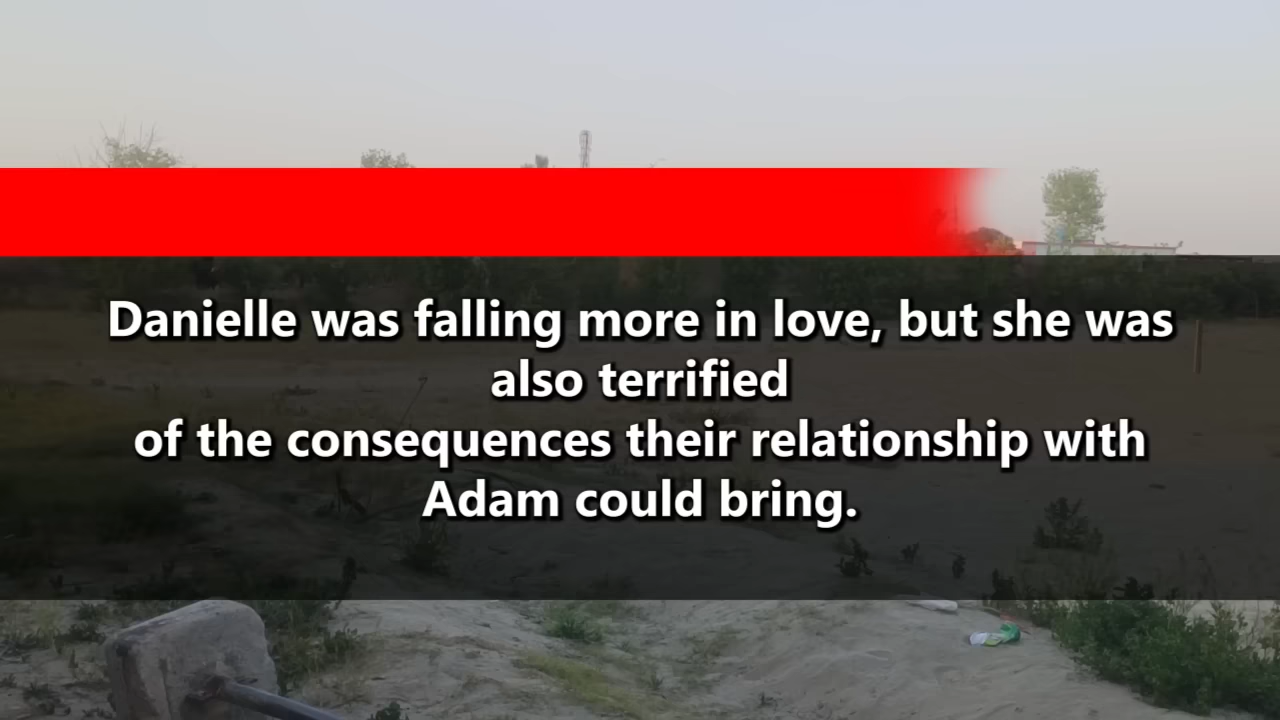 Danielle was falling more in love, but she was
also terrified
of the consequences their relationship with
Adam could bring.